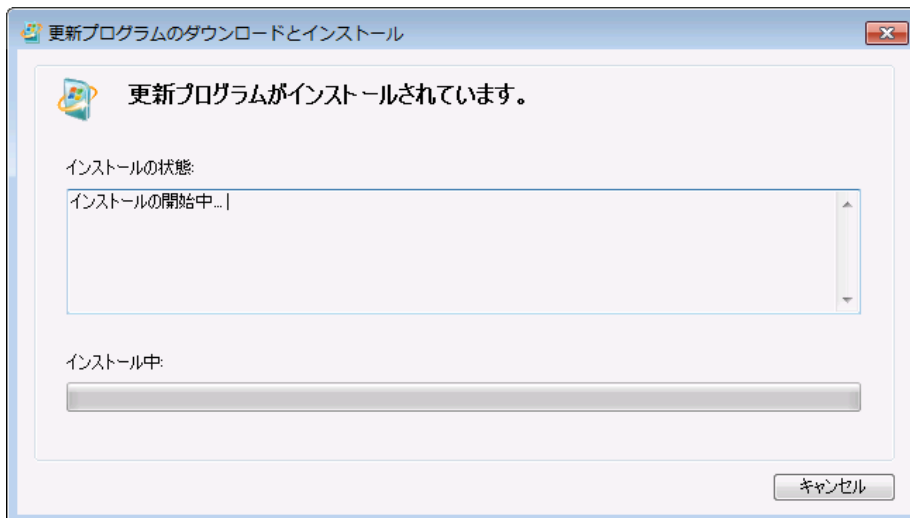 更新プログラムのダウンロードとインストール
更新プログラムがインストールされています。
インストールの状態:
インストールの開始中...
インストール中:
キャンセル